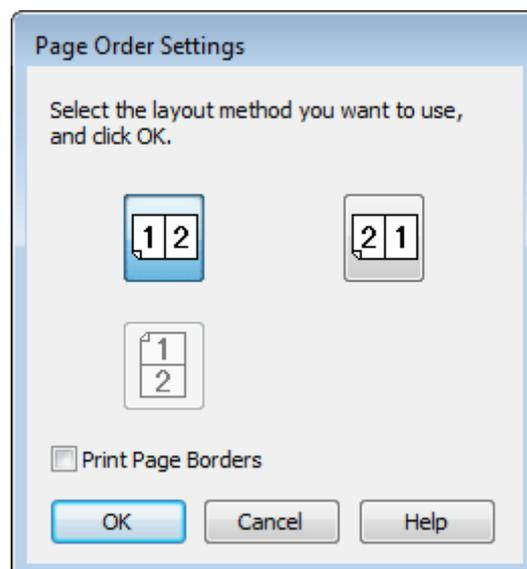 Page Order Settings
Select the layout method you want to use,
and click OK.
1 2
2 1
1
2
Print Page Borders
OK Cancel Help